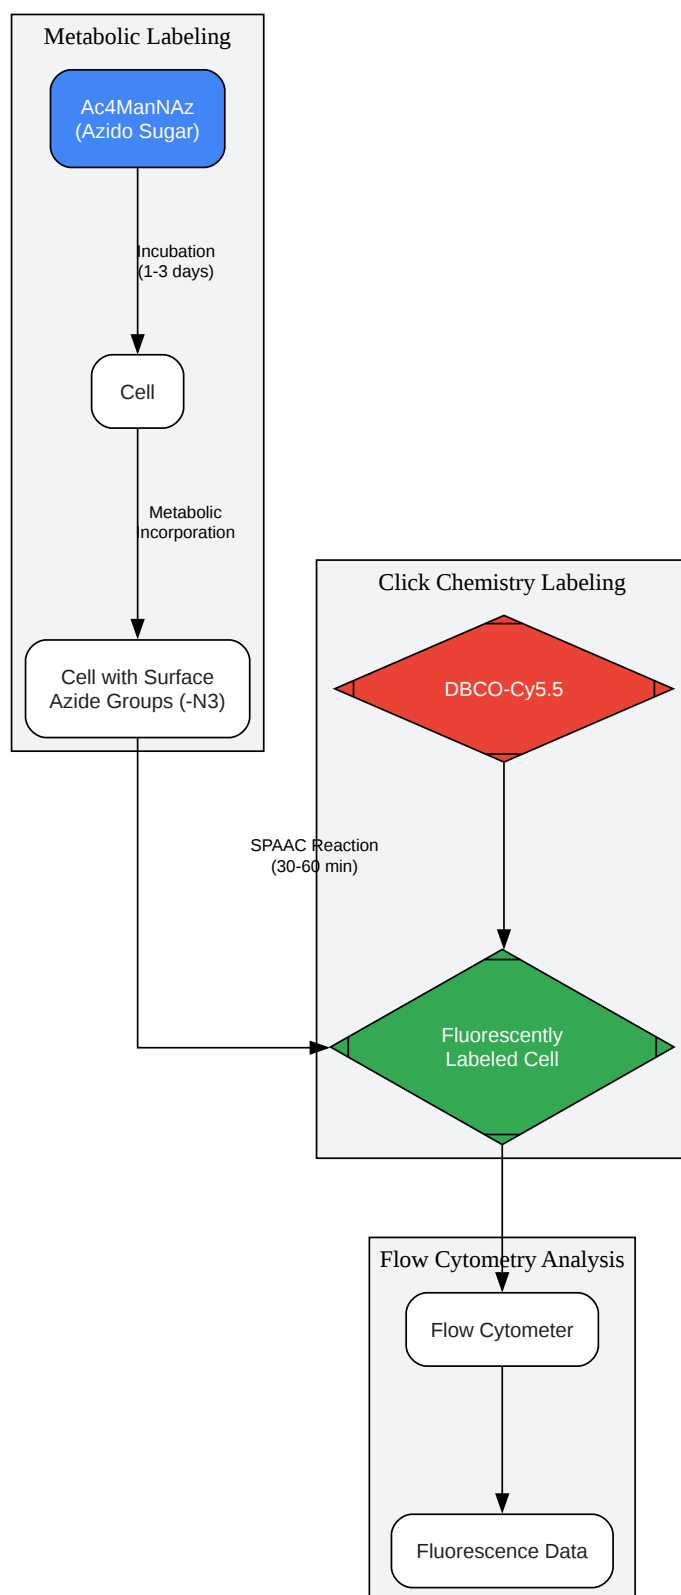 Metabolic Labeling
Ac4ManNAz
(Azido Sugar)
Incubation
(1-3 days)
Cell
Metabolic
Incorporation
Cell with Surface
Azide Groups (-N3)
Click Chemistry Labeling
DBCO-Cy5.5
SPAAC Reaction
(30-60 min)
Fluorescently
Labeled Cell
Flow Cytometry Analysis
Flow Cytometer
Fluorescence Data